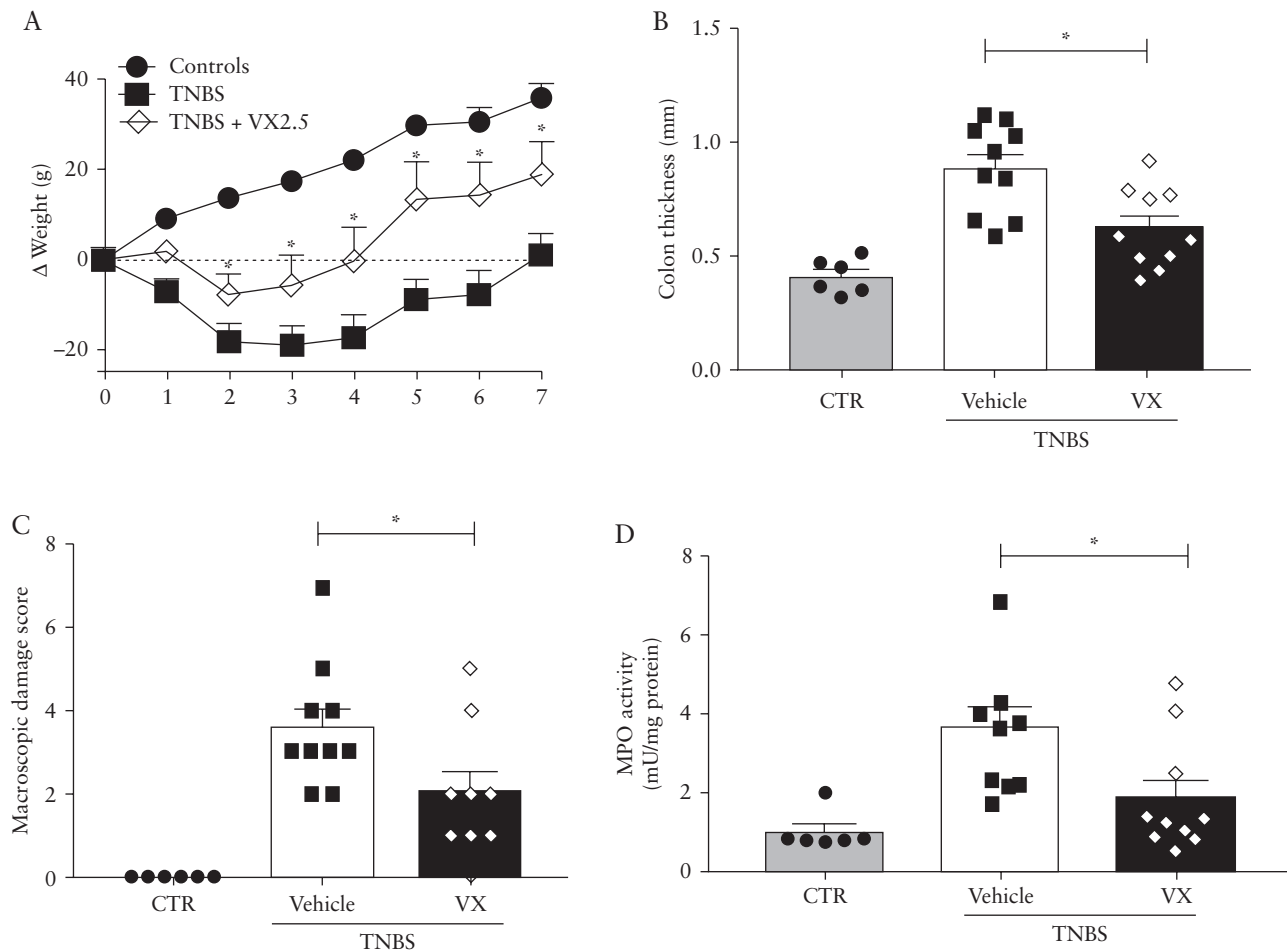 A
Controls
TNBS
TNBS + VX2.5
Δ Weight (g)
40
20
0
–20
0 1 2 3 4 5 6 7
* * * * * *
B
Colon thickness (mm)
1.5
1.0
0.5
0.0
*
CTR Vehicle VX
TNBS
C
Macroscopic damage score
8
6
4
2
0
*
CTR Vehicle VX
TNBS
D
MPO activity
(mU/mg protein)
8
6
4
2
0
*
CTR Vehicle VX
TNBS